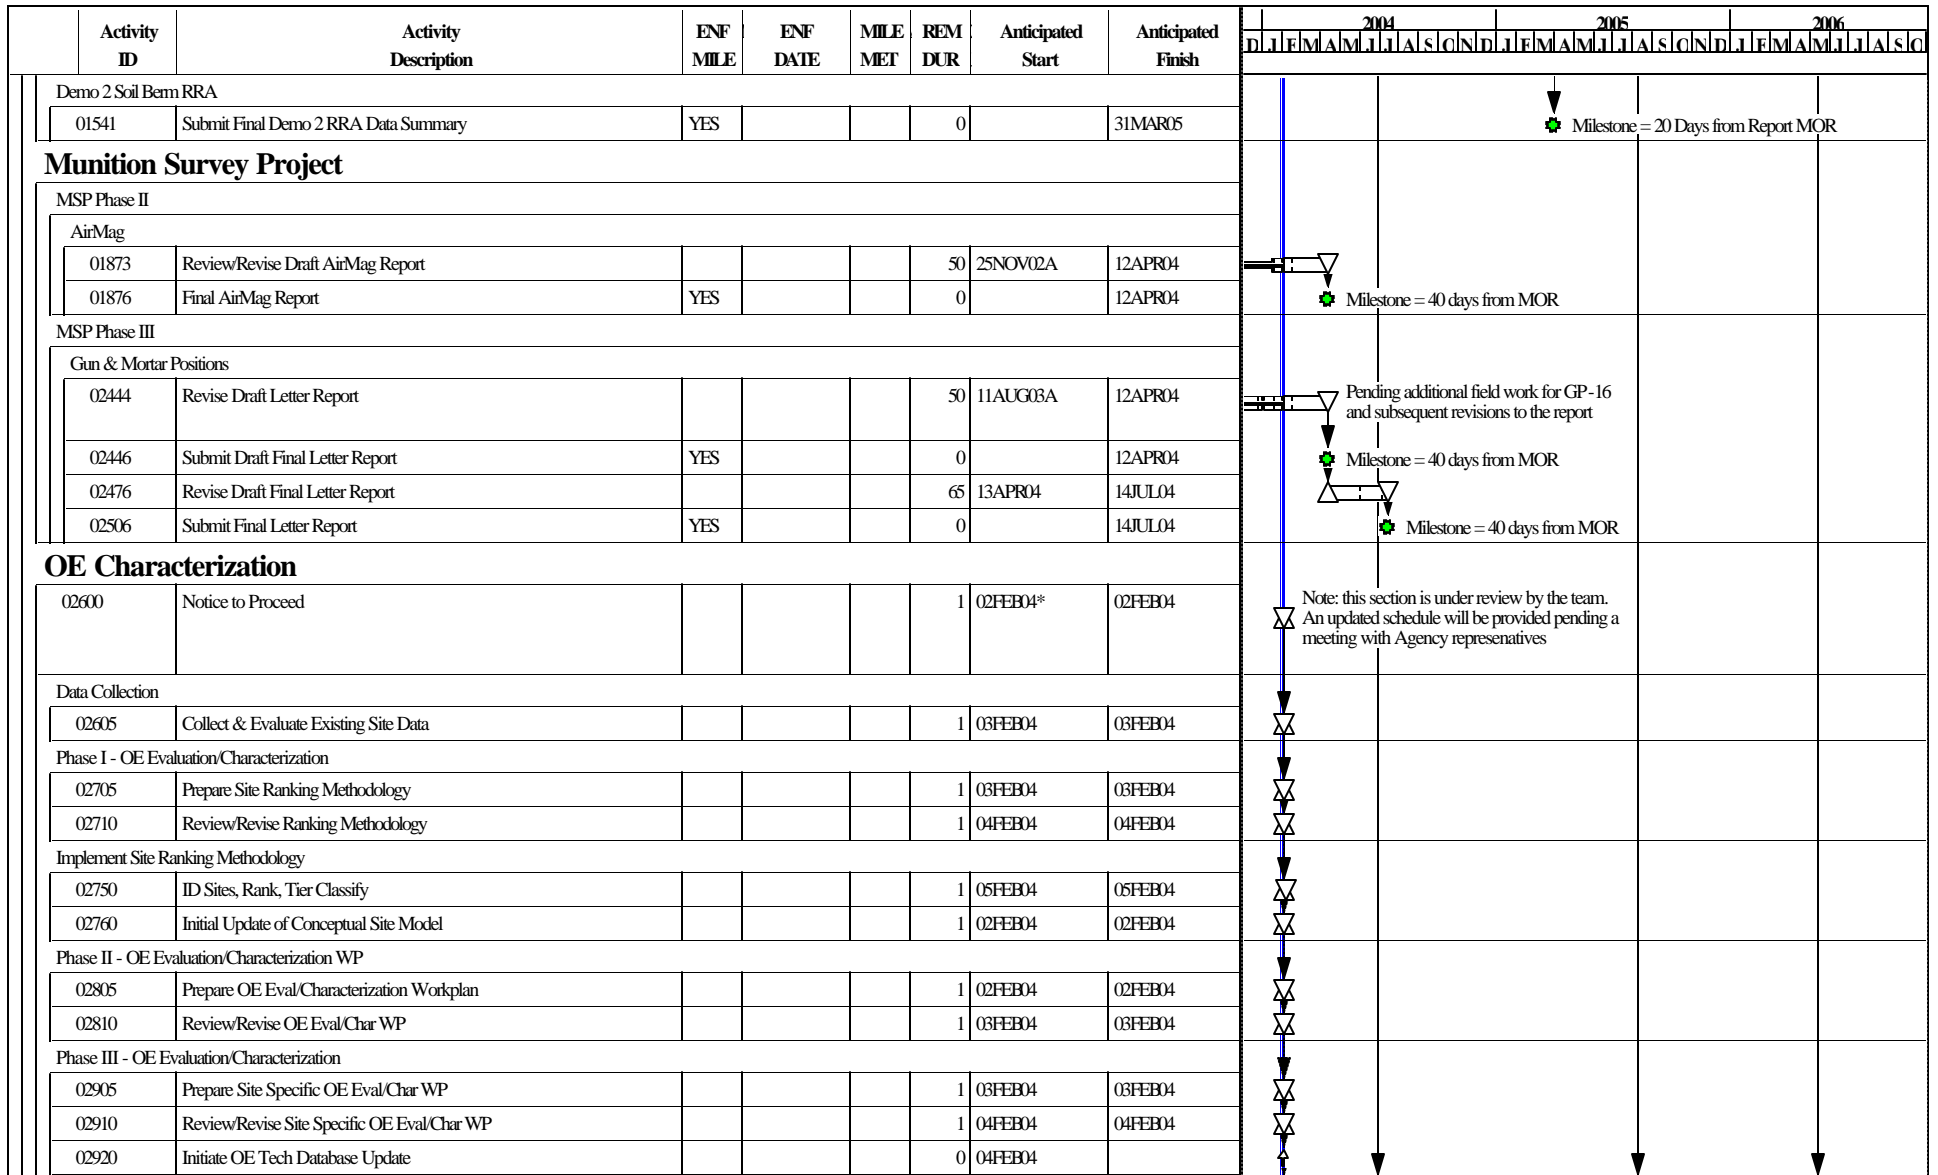 Activity ID Activity Description ENF MILE ENF DATE MILE MET REM DUR Anticipated Start Anticipated Finish
2004 2005 2006
D J F M A M J J A S O N D J F M A M J J A S O N D J F M A M J J A S O
Demo 2 Soil Berm RRA
01541 Submit Final Demo 2 RRA Data Summary YES 0 31MAR05 Milestone = 20 Days from Report MOR
Munition Survey Project
MSP Phase II
AirMag
01873 Review/Revise Draft AirMag Report 50 25NOV02A 12APR04
01876 Final AirMag Report YES 0 12APR04 Milestone = 40 days from MOR
MSP Phase III
Gun & Mortar Positions
02444 Revise Draft Letter Report 50 11AUG03A 12APR04 Pending additional field work for GP-16
and subsequent revisions to the report
02446 Submit Draft Final Letter Report YES 0 12APR04 Milestone = 40 days from MOR
02476 Revise Draft Final Letter Report 65 13APR04 14JUL04
02506 Submit Final Letter Report YES 0 14JUL04 Milestone = 40 days from MOR
OE Characterization
02600 Notice to Proceed 1 02FEB04* 02FEB04 Note: this section is under review by the team.
An updated schedule will be provided pending a
meeting with Agency represenatives
Data Collection
02605 Collect & Evaluate Existing Site Data 1 03FEB04 03FEB04
Phase I - OE Evaluation/Characterization
02705 Prepare Site Ranking Methodology 1 03FEB04 03FEB04
02710 Review/Revise Ranking Methodology 1 04FEB04 04FEB04
Implement Site Ranking Methodology
02750 ID Sites, Rank, Tier Classify 1 05FEB04 05FEB04
02760 Initial Update of Conceptual Site Model 1 02FEB04 02FEB04
Phase II - OE Evaluation/Characterization WP
02805 Prepare OE Eval/Characterization Workplan 1 02FEB04 02FEB04
02810 Review/Revise OE Eval/Char WP 1 03FEB04 03FEB04
Phase III - OE Evaluation/Characterization
02905 Prepare Site Specific OE Eval/Char WP 1 03FEB04 03FEB04
02910 Review/Revise Site Specific OE Eval/Char WP 1 04FEB04 04FEB04
02920 Initiate OE Tech Database Update 0 04FEB04